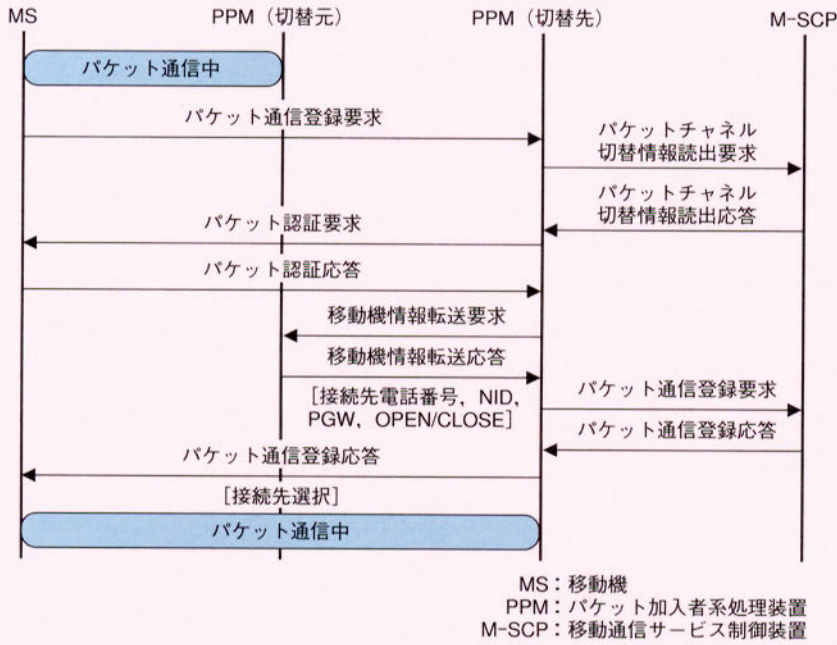 MS
PPM（切替元）
PPM（切替先）
M-SCP
パケット通信中
パケット通信登録要求
パケットチャネル
切替情報読出要求
パケットチャネル
切替情報読出応答
パケット認証要求
パケット認証応答
移動機情報転送要求
移動機情報転送応答
［接続先電話番号，NID，
PGW，OPEN/CLOSE］
パケット通信登録要求
パケット通信登録応答
パケット通信登録応答
［接続先選択］
パケット通信中
MS：移動機
PPM：パケット加入者系処理装置
M-SCP：移動通信サービス制御装置